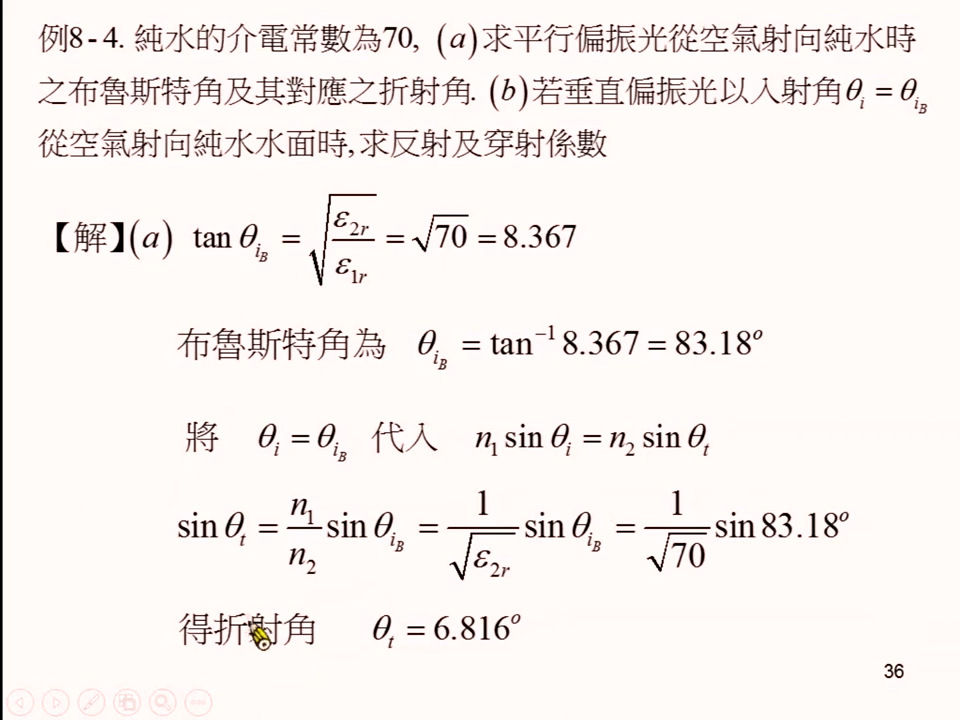 例8-4. 純水的介電常數為70, (a)求平行偏振光從空氣射向純水時
之布魯斯特角及其對應之折射角. (b)若垂直偏振光以入射角θ_i = θ_{i_B}
從空氣射向純水水面時,求反射及穿射係數
【解】(a) tan θ_{i_B} = √(ε_{2r}/ε_{1r}) = √70 = 8.367
布魯斯特角為 θ_{i_B} = tan⁻¹ 8.367 = 83.18°
將 θ_i = θ_{i_B} 代入 n₁ sin θ_i = n₂ sin θ_t
sin θ_t = n₁/n₂ sin θ_{i_B} = 1/√ε_{2r} sin θ_{i_B} = 1/√70 sin 83.18°
得折射角 θ_t = 6.816°
36